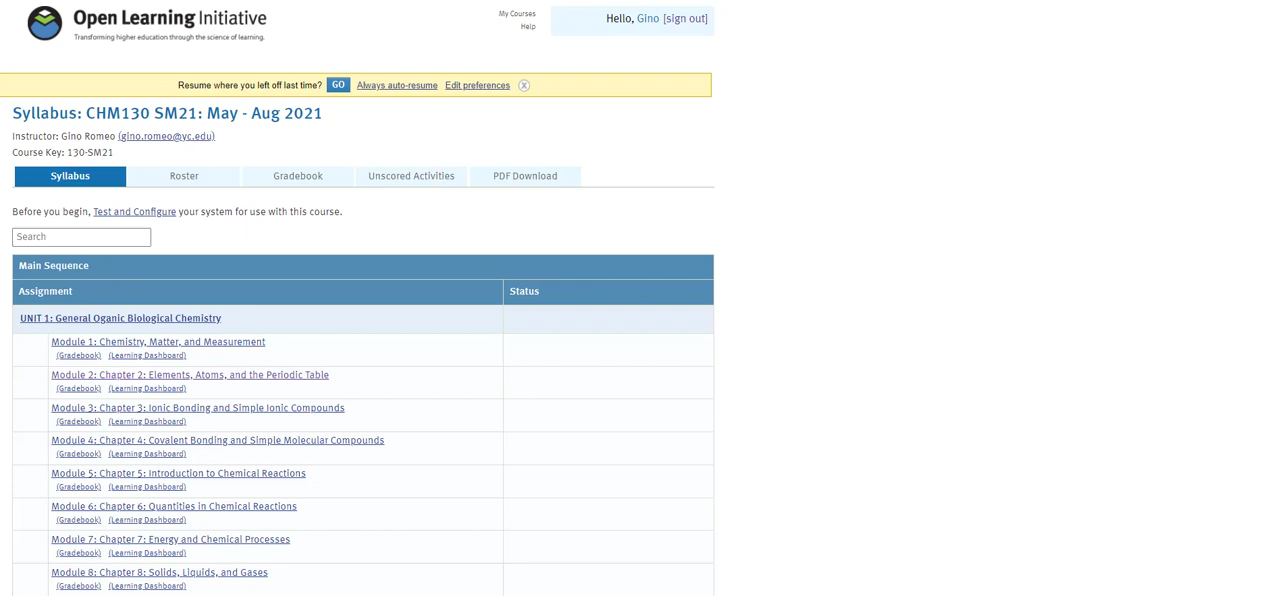 Open Learning Initiative
Transforming higher education through the science of learning.
My Courses
Help
Hello, Gino [sign out]
Resume where you left off last time? GO Always auto-resume Edit preferences X
Syllabus: CHM130 SM21: May - Aug 2021
Instructor: Gino Romeo (gino.romeo@yc.edu)
Course Key: 130-SM21
Syllabus Roster Gradebook Unscored Activities PDF Download
Before you begin, Test and Configure your system for use with this course.
Search
Main Sequence
Assignment Status
UNIT 1: General Oganic Biological Chemistry
Module 1: Chemistry, Matter, and Measurement
(Gradebook) (Learning Dashboard)
Module 2: Chapter 2: Elements, Atoms, and the Periodic Table
(Gradebook) (Learning Dashboard)
Module 3: Chapter 3: Ionic Bonding and Simple Ionic Compounds
(Gradebook) (Learning Dashboard)
Module 4: Chapter 4: Covalent Bonding and Simple Molecular Compounds
(Gradebook) (Learning Dashboard)
Module 5: Chapter 5: Introduction to Chemical Reactions
(Gradebook) (Learning Dashboard)
Module 6: Chapter 6: Quantities in Chemical Reactions
(Gradebook) (Learning Dashboard)
Module 7: Chapter 7: Energy and Chemical Processes
(Gradebook) (Learning Dashboard)
Module 8: Chapter 8: Solids, Liquids, and Gases
(Gradebook) (Learning Dashboard)